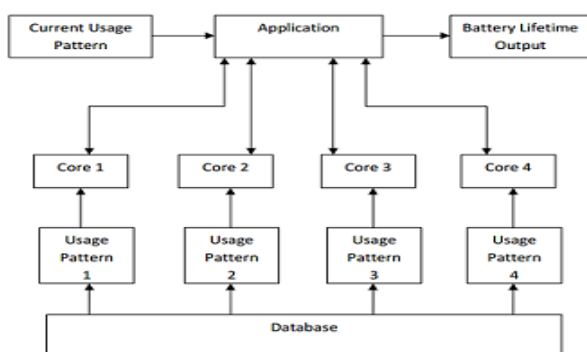 Current Usage
Pattern
Application
Battery Lifetime
Output
Core 1
Core 2
Core 3
Core 4
Usage
Pattern
1
Usage
Pattern
2
Usage
Pattern
3
Usage
Pattern
4
Database